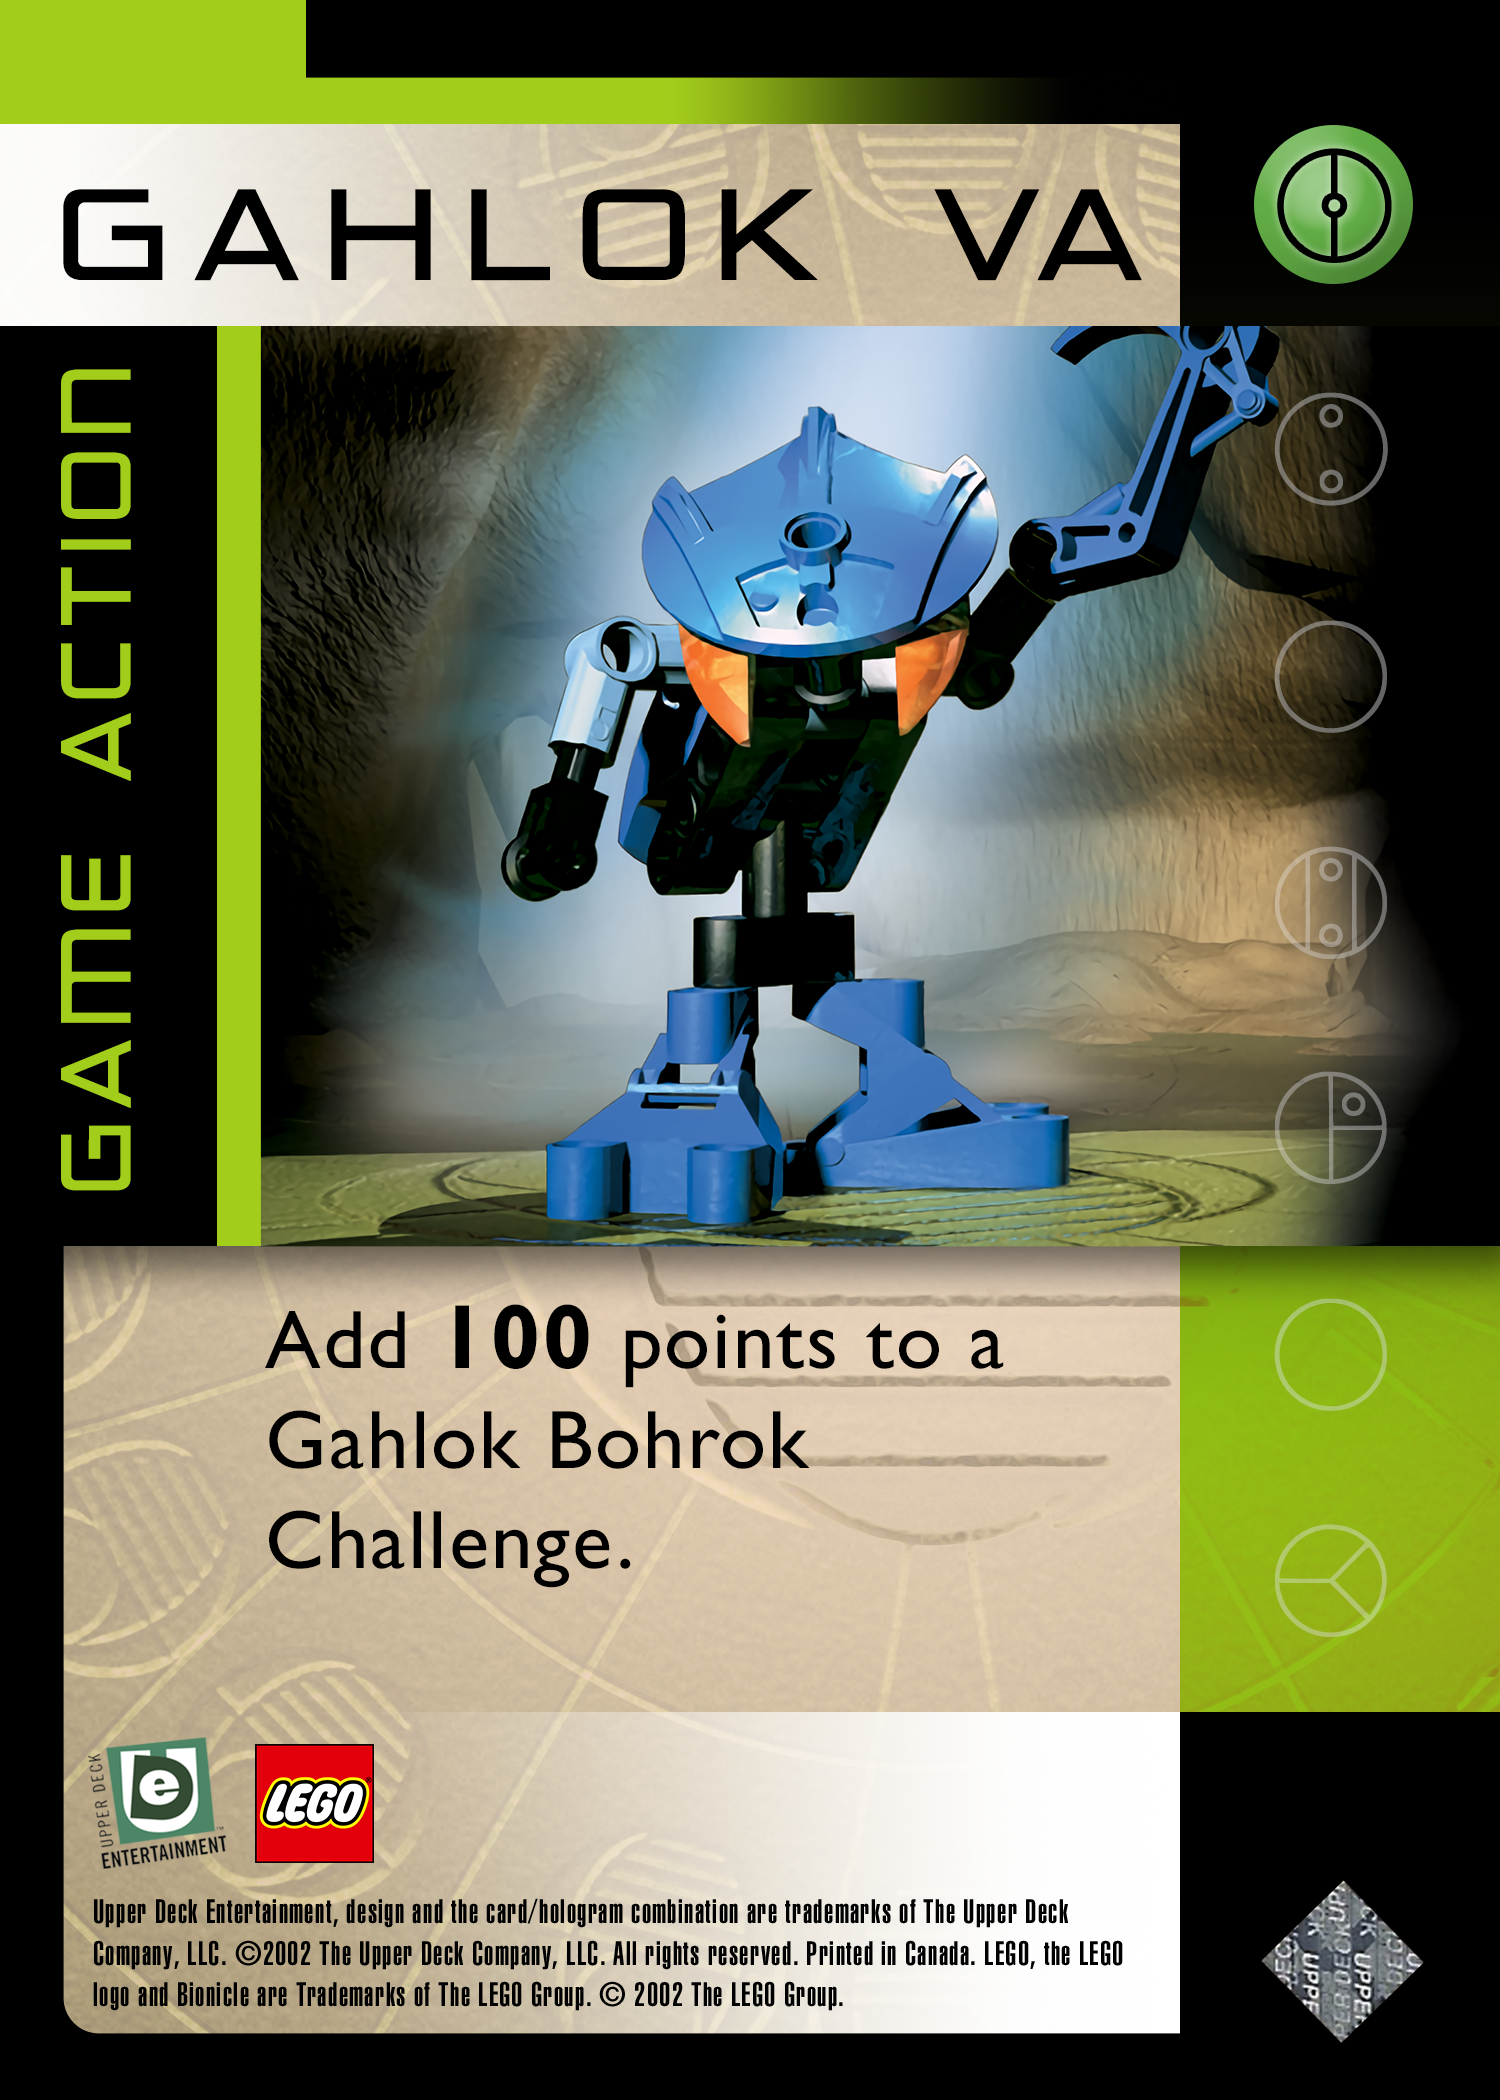 GAHLOK VA
GAME ACTION
Add 100 points to a
Gahlok Bohrok
Challenge.
UPPER DECK
ENTERTAINMENT™
LEGO
Upper Deck Entertainment, design and the card/hologram combination are trademarks of The Upper Deck
Company, LLC. ©2002 The Upper Deck Company, LLC. All rights reserved. Printed in Canada. LEGO, the LEGO
logo and Bionicle are Trademarks of The LEGO Group. © 2002 The LEGO Group.